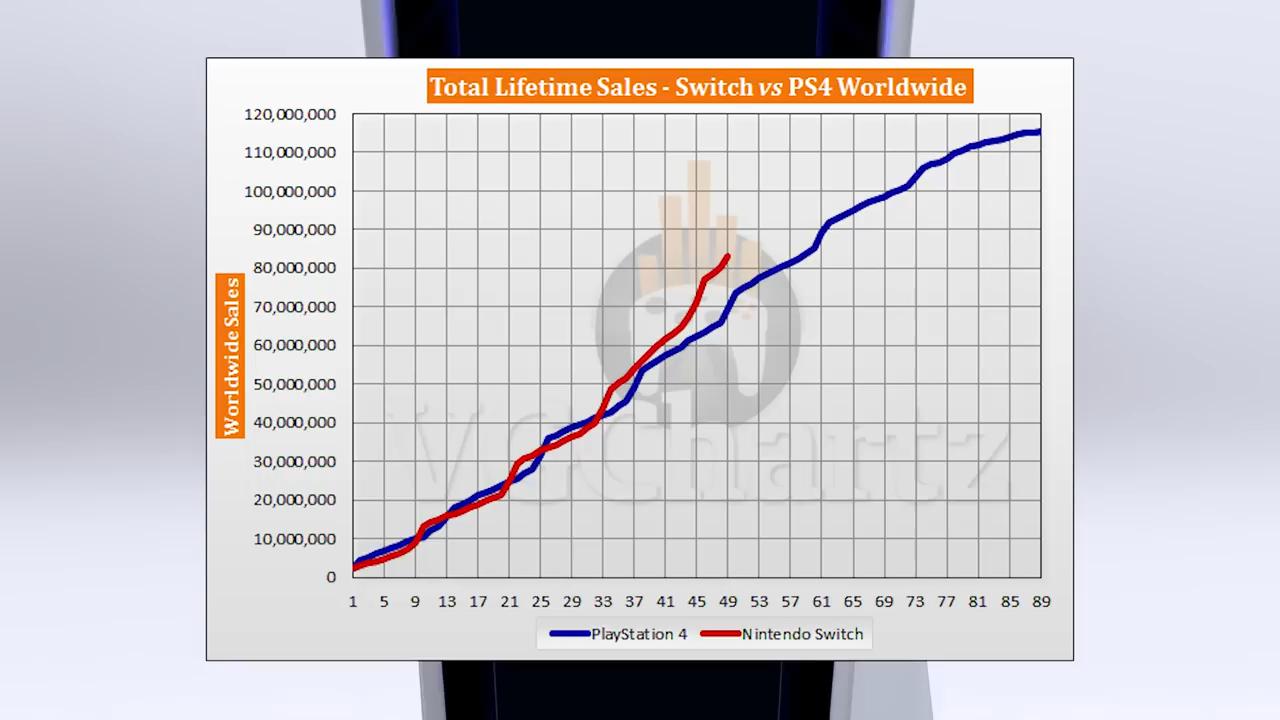 Total Lifetime Sales - Switch vs PS4 Worldwide
120,000,000
110,000,000
100,000,000
90,000,000
80,000,000
70,000,000
60,000,000
50,000,000
40,000,000
30,000,000
20,000,000
10,000,000
0
Worldwide Sales
VGChartz
1 5 9 13 17 21 25 29 33 37 41 45 49 53 57 61 65 69 73 77 81 85 89
PlayStation 4 Nintendo Switch